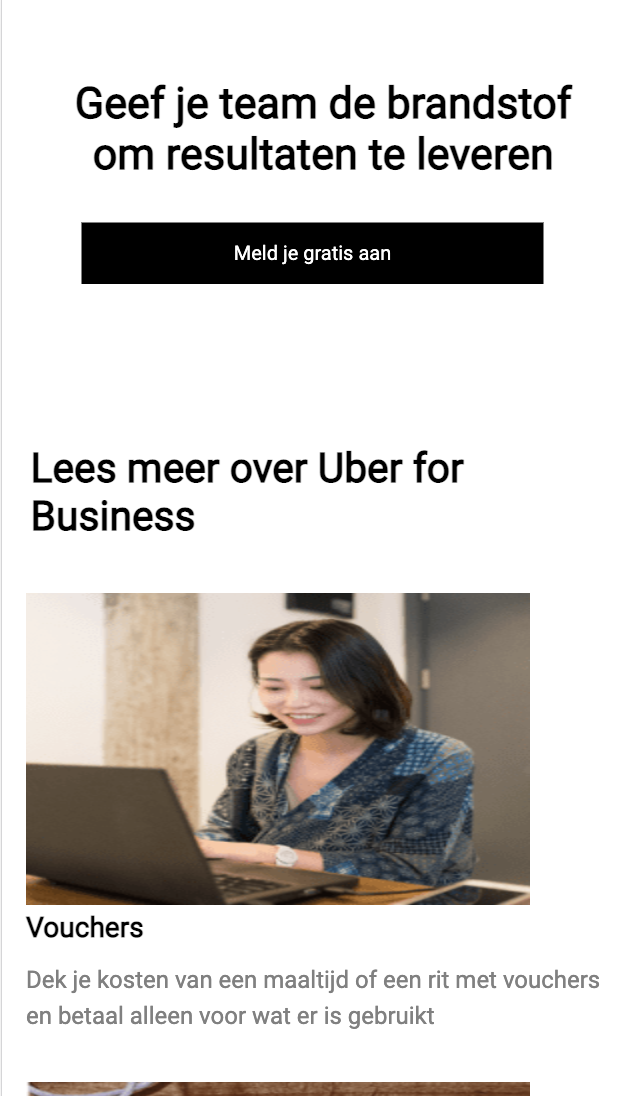 Geef je team de brandstof
om resultaten te leveren
Meld je gratis aan
Lees meer over Uber for
Business
Vouchers
Dek je kosten van een maaltijd of een rit met vouchers
en betaal alleen voor wat er is gebruikt